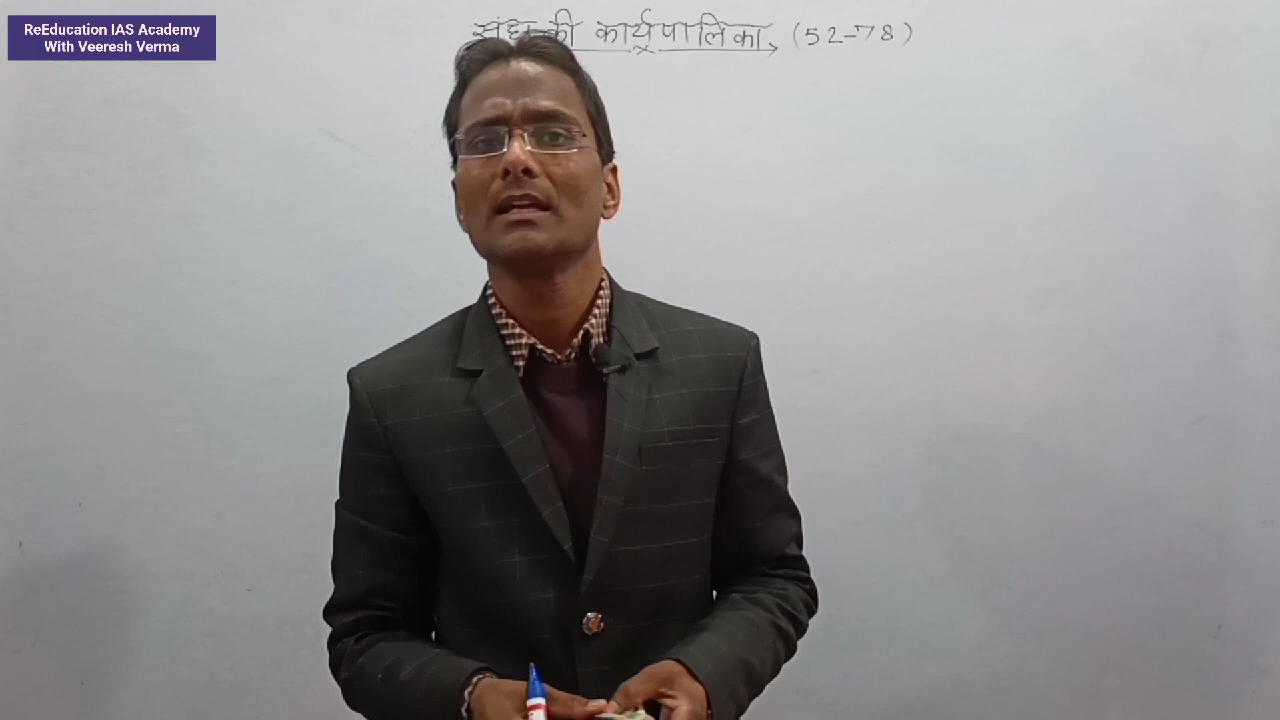 ReEducation IAS Academy
With Veeresh Verma
संघ की कार्यपालिका, (52-78)